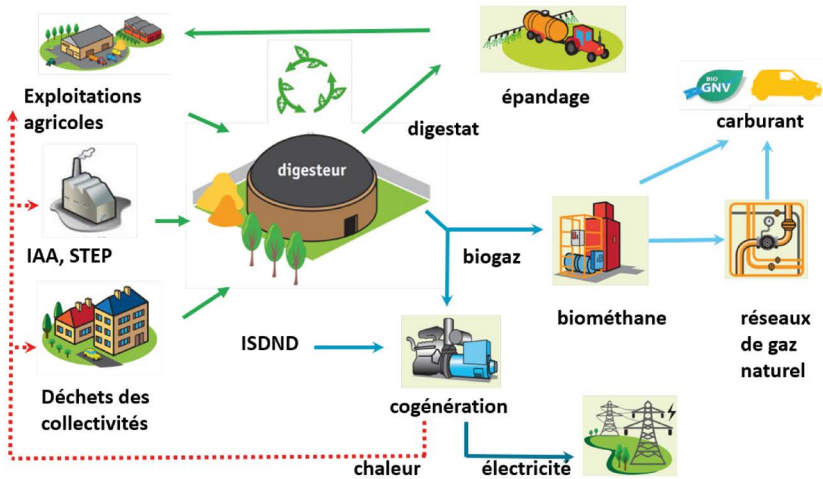 Exploitations
agricoles
épandage
BIO
GNV
carburant
digestat
digesteur
IAA, STEP
biogaz
biométhane
réseaux
de gaz
naturel
ISDND
Déchets des
collectivités
cogénération
chaleur
électricité